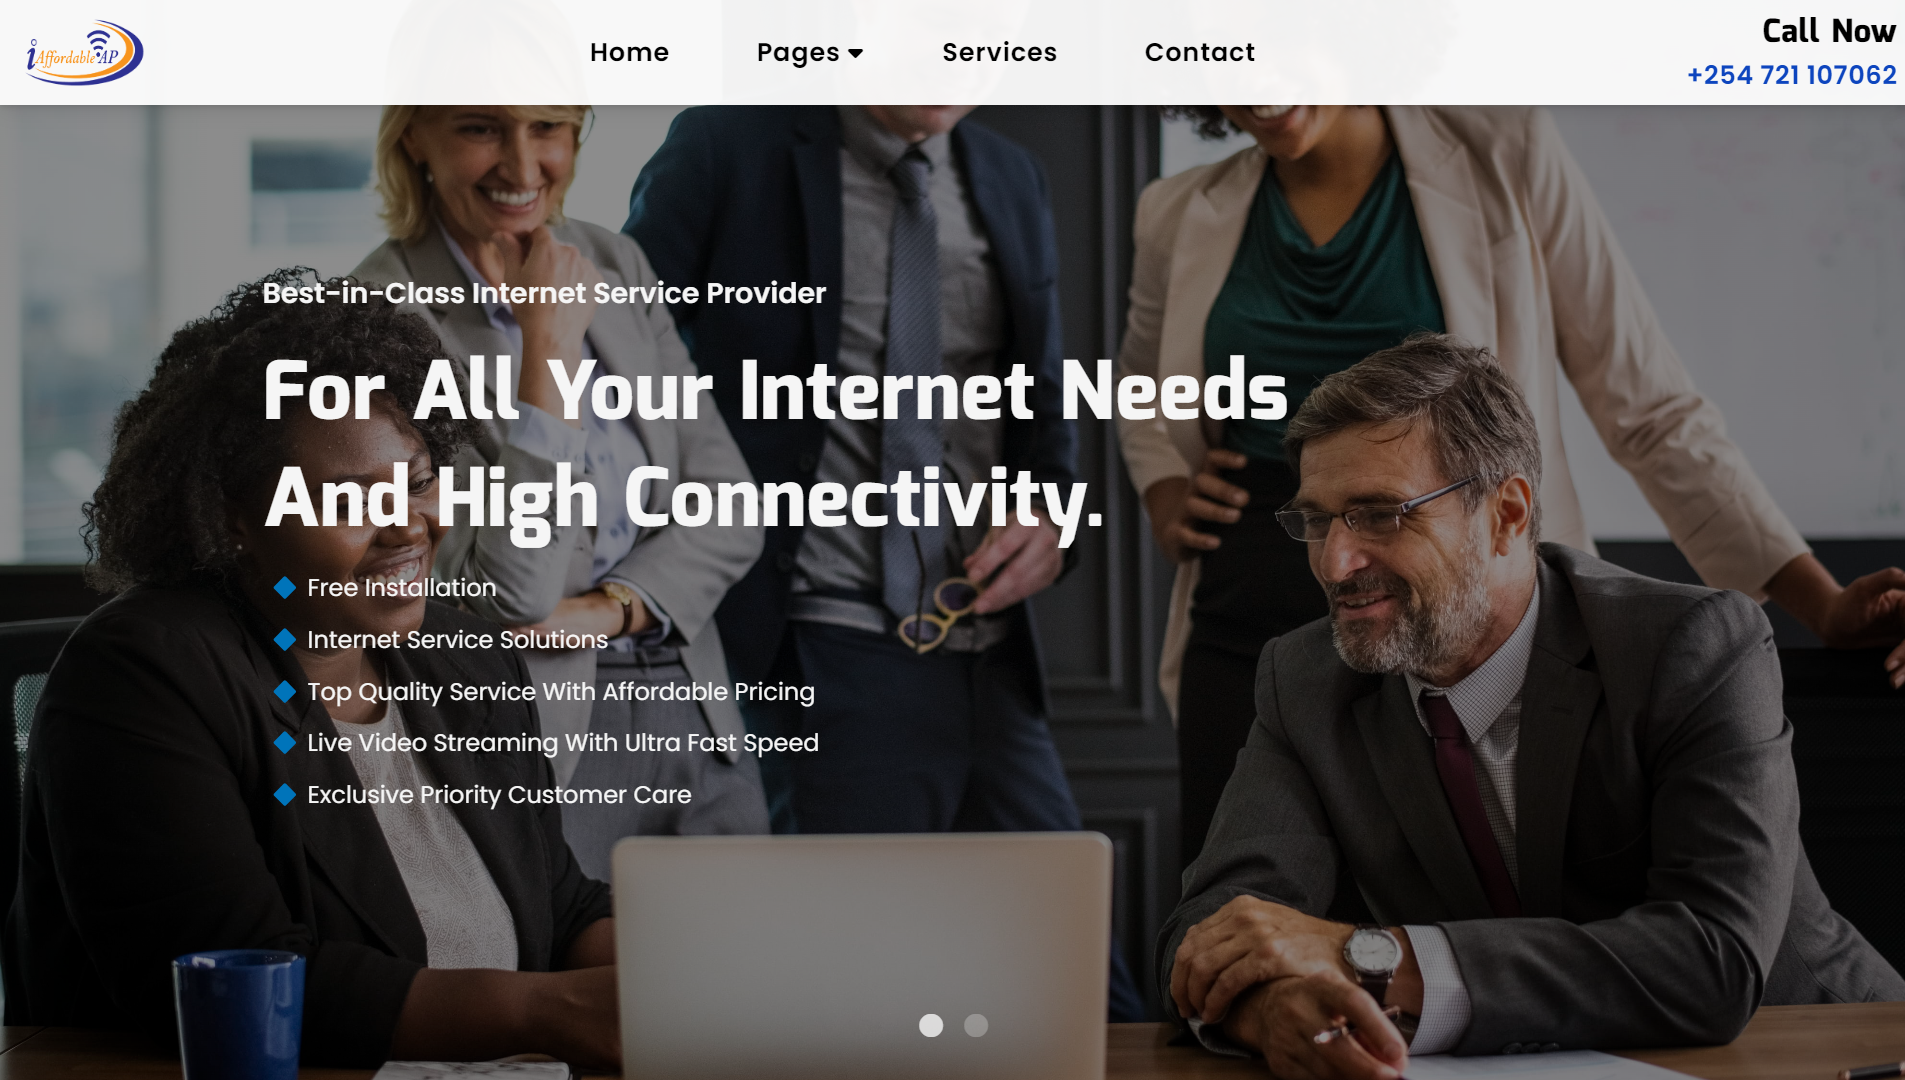 iAffordable AP
Home
Pages
Services
Contact
Call Now
+254 721 107062
Best-in-Class Internet Service Provider
For All Your Internet Needs
And High Connectivity.
Free Installation
Internet Service Solutions
Top Quality Service With Affordable Pricing
Live Video Streaming With Ultra Fast Speed
Exclusive Priority Customer Care